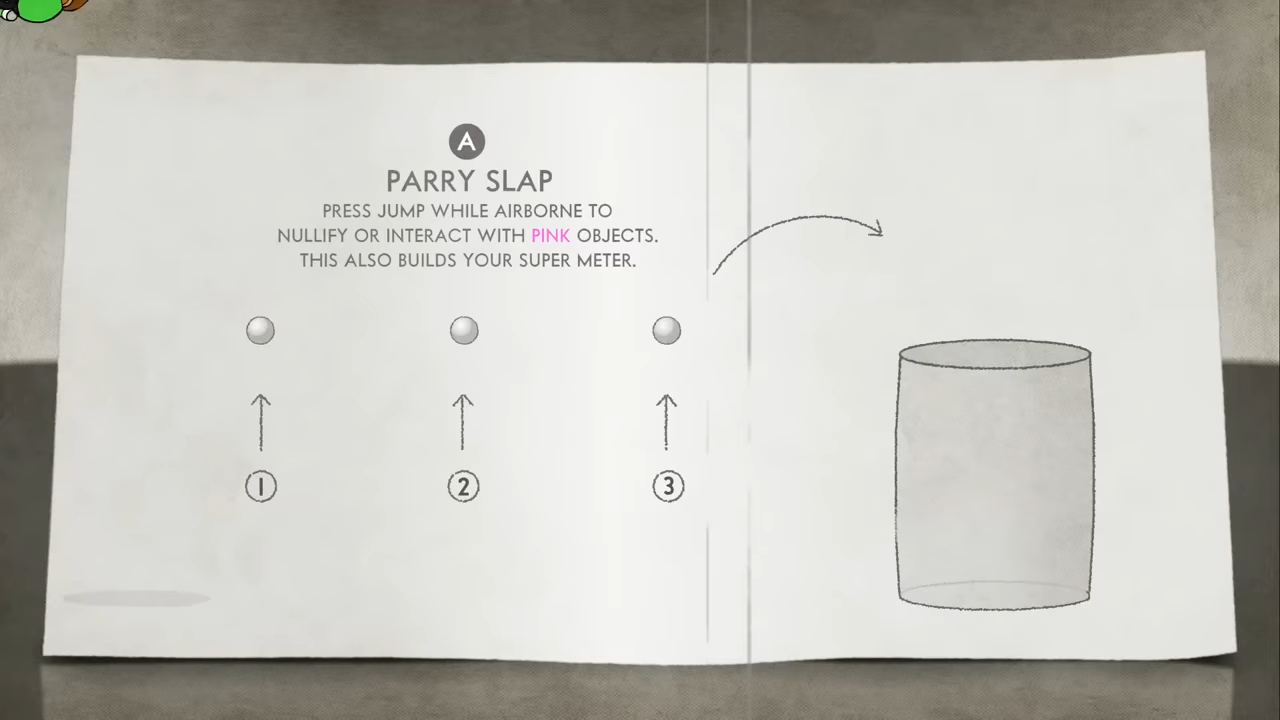 A
PARRY SLAP
PRESS JUMP WHILE AIRBORNE TO
NULLIFY OR INTERACT WITH PINK OBJECTS.
THIS ALSO BUILDS YOUR SUPER METER.
1 2 3